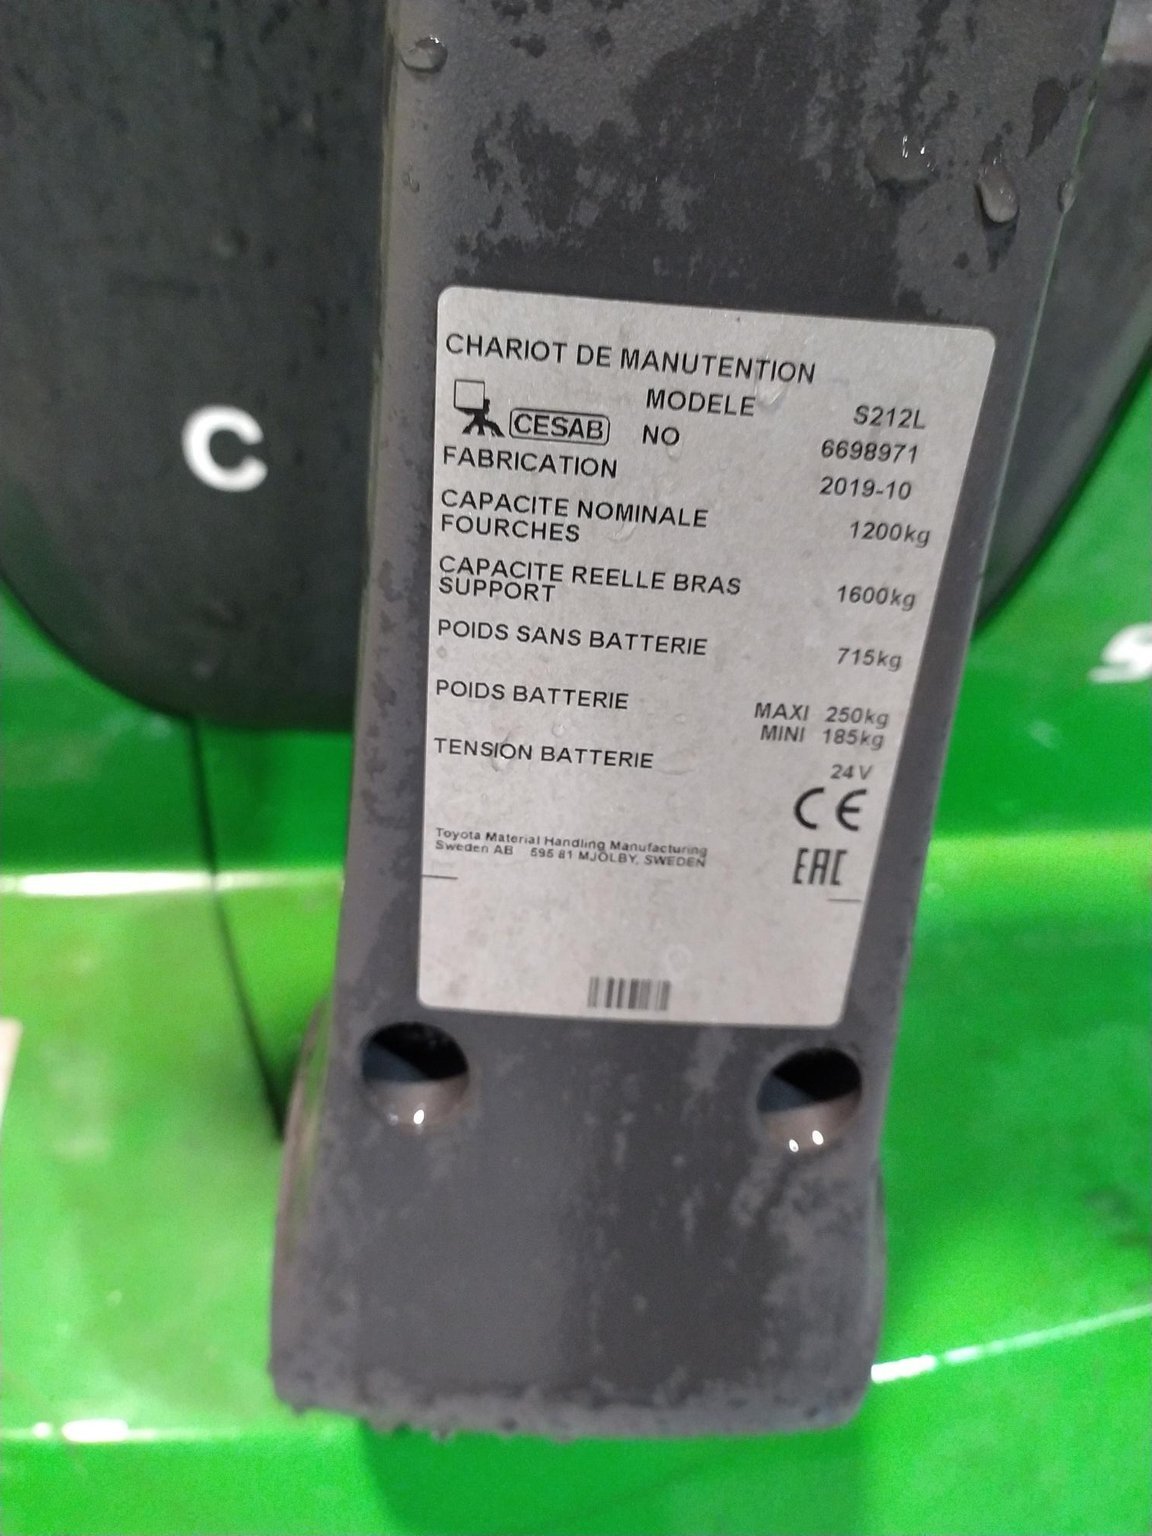 CHARIOT DE MANUTENTION
MODELE S212L
CESAB NO 6698971
FABRICATION 2019-10
CAPACITE NOMINALE
FOURCHES 1200kg
CAPACITE REELLE BRAS
SUPPORT 1600kg
POIDS SANS BATTERIE 715kg
POIDS BATTERIE MAXI 250kg
MINI 185kg
TENSION BATTERIE 24V
CE
Toyota Material Handling Manufacturing
Sweden AB 595 81 MJÖLBY, SWEDEN
EAC
C